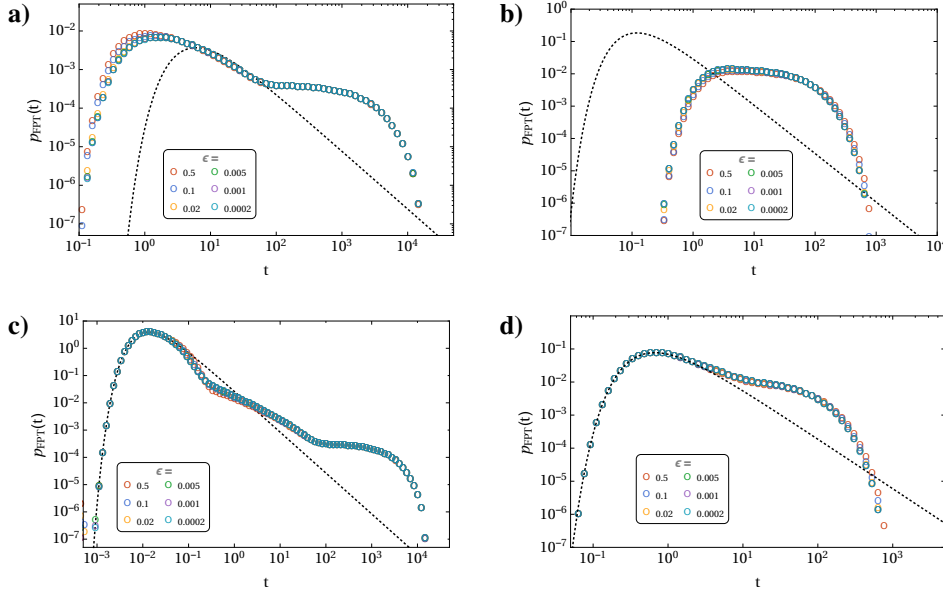 a)
10⁻²
10⁻³
10⁻⁴
10⁻⁵
10⁻⁶
10⁻⁷
p_FPT(t)
ϵ =
0.5 0.005
0.1 0.001
0.02 0.0002
10⁻¹ 10⁰ 10¹ 10² 10³ 10⁴
t
b)
10⁰
10⁻¹
10⁻²
10⁻³
10⁻⁴
10⁻⁵
10⁻⁶
10⁻⁷
p_FPT(t)
ϵ =
0.5 0.005
0.1 0.001
0.02 0.0002
10⁻² 10⁻¹ 10⁰ 10¹ 10² 10³ 10⁴
t
c)
10¹
10⁰
10⁻¹
10⁻²
10⁻³
10⁻⁴
10⁻⁵
10⁻⁶
10⁻⁷
p_FPT(t)
ϵ =
0.5 0.005
0.1 0.001
0.02 0.0002
10⁻³ 10⁻² 10⁻¹ 10⁰ 10¹ 10² 10³ 10⁴
t
d)
10⁻¹
10⁻²
10⁻³
10⁻⁴
10⁻⁵
10⁻⁶
10⁻⁷
p_FPT(t)
ϵ =
0.5 0.005
0.1 0.001
0.02 0.0002
10⁻¹ 10⁰ 10¹ 10² 10³
t